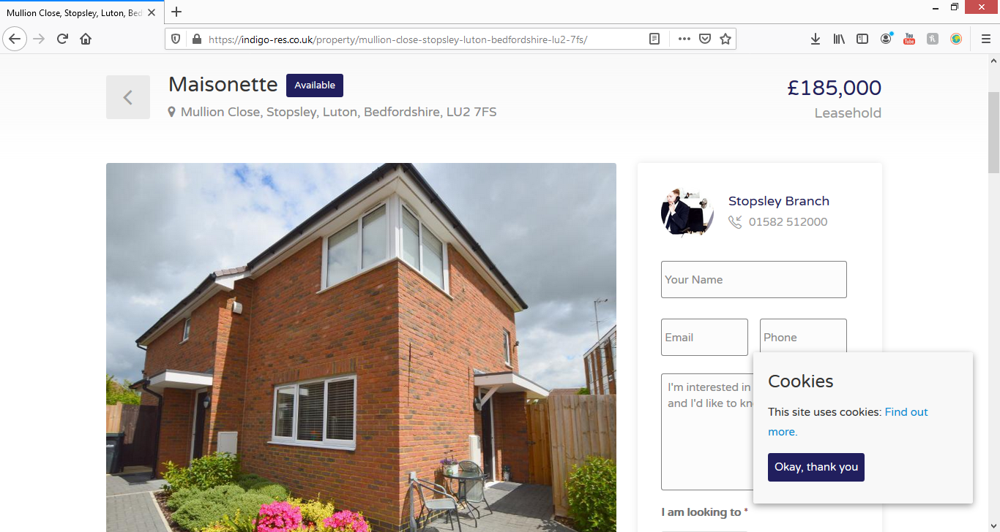 Mullion Close, Stopsley, Luton, Bed
https://indigo-res.co.uk/property/mullion-close-stopsley-luton-bedfordshire-lu2-7fs/
You
Tube
Maisonette
Available
£185,000
Mullion Close, Stopsley, Luton, Bedfordshire, LU2 7FS
Leasehold
Stopsley Branch
01582 512000
Your Name
Email
Phone
I'm interested in
and I'd like to kn
Cookies
This site uses cookies: Find out
more.
Okay, thank you
I am looking to *